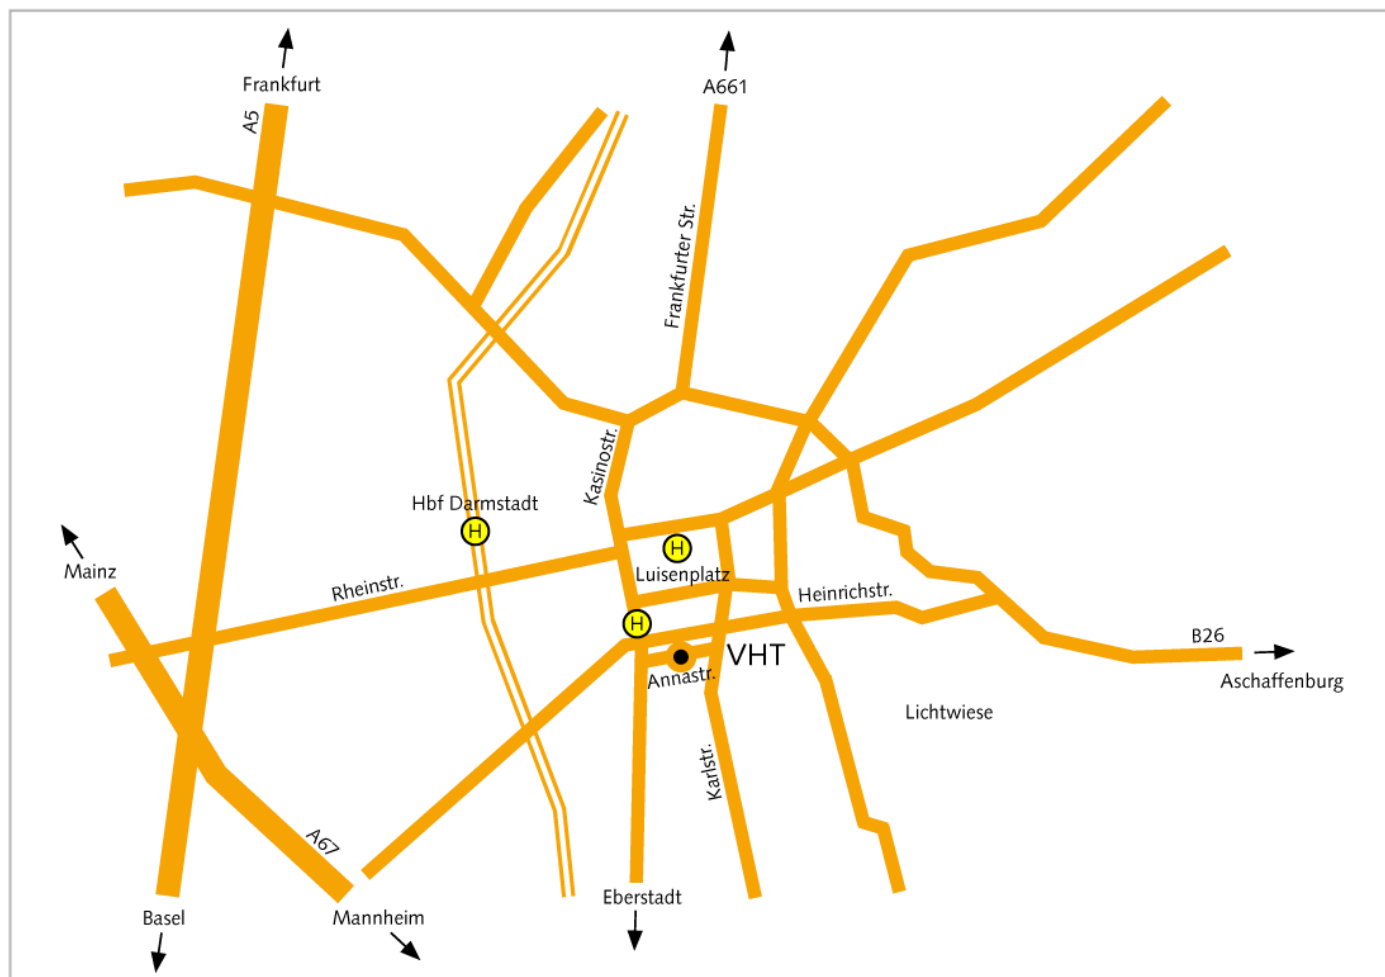 Frankfurt
A661
A5
Frankfurter Str.
Kasinostr.
Hbf Darmstadt
H
H
Luisenplatz
Mainz
Rheinstr.
Heinrichstr.
H
B26
VHT
Annastr.
Aschaffenburg
Lichtwiese
Karlstr.
A67
Eberstadt
Basel
Mannheim